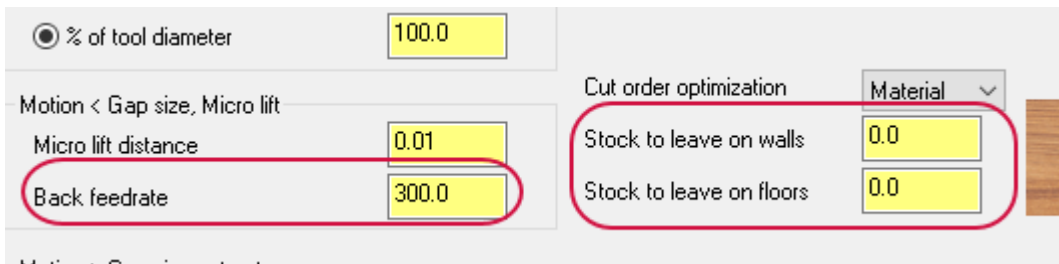 % of tool diameter 100.0
Motion < Gap size, Micro lift
Micro lift distance 0.01
Back feedrate 300.0
Cut order optimization Material
Stock to leave on walls 0.0
Stock to leave on floors 0.0